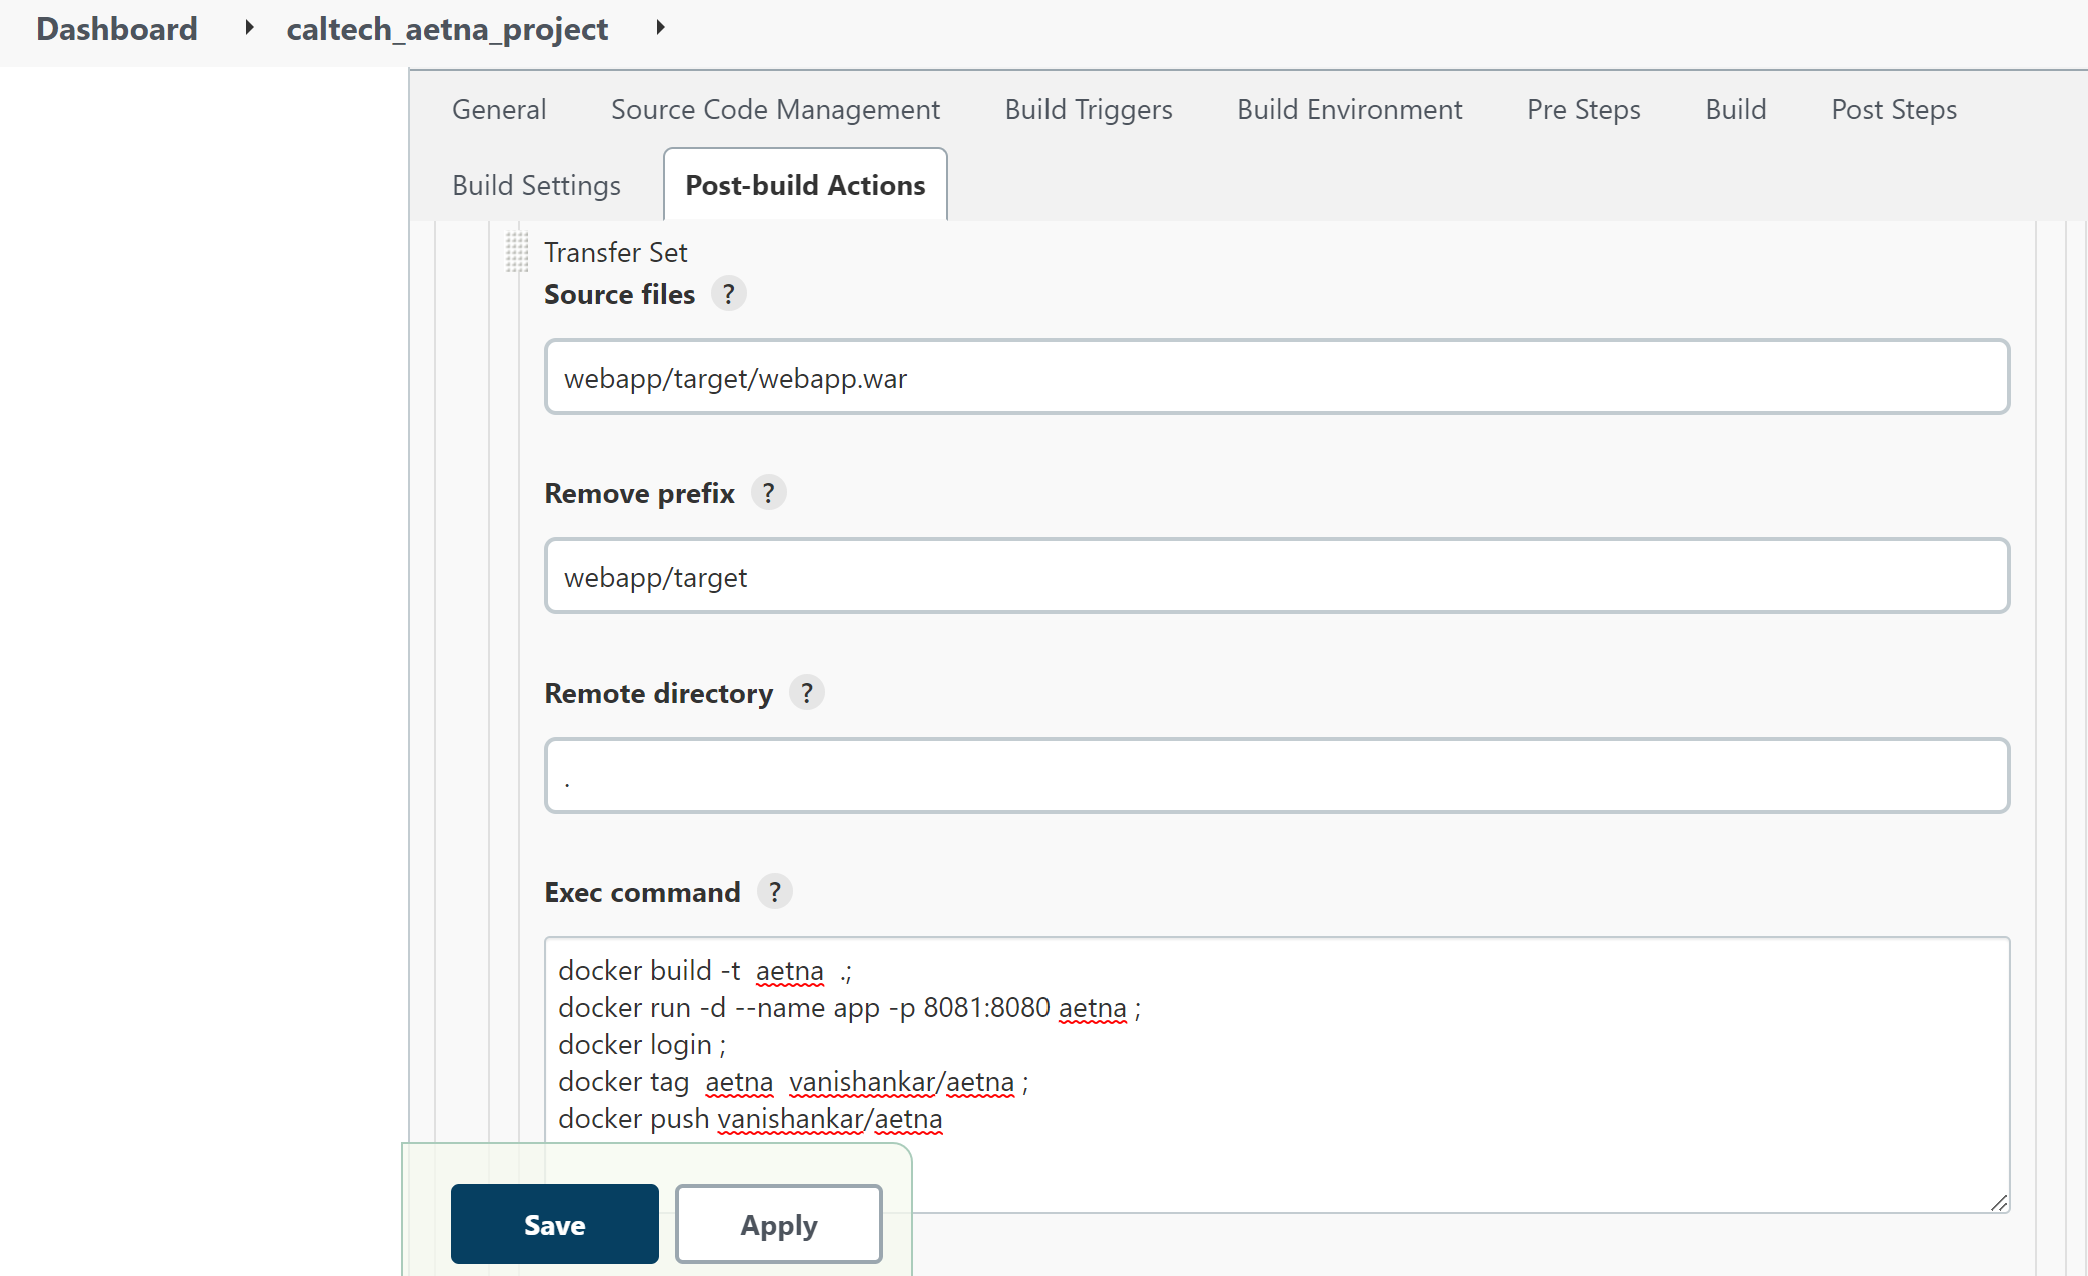 Dashboard caltech_aetna_project
General Source Code Management Build Triggers Build Environment Pre Steps Build Post Steps
Build Settings Post-build Actions
Transfer Set
Source files ?
webapp/target/webapp.war
Remove prefix ?
webapp/target
Remote directory ?
.
Exec command ?
docker build -t  aetna  .;
docker run -d --name app -p 8081:8080 aetna ;
docker login ;
docker tag  aetna  vanishankar/aetna ;
docker push vanishankar/aetna
Save Apply